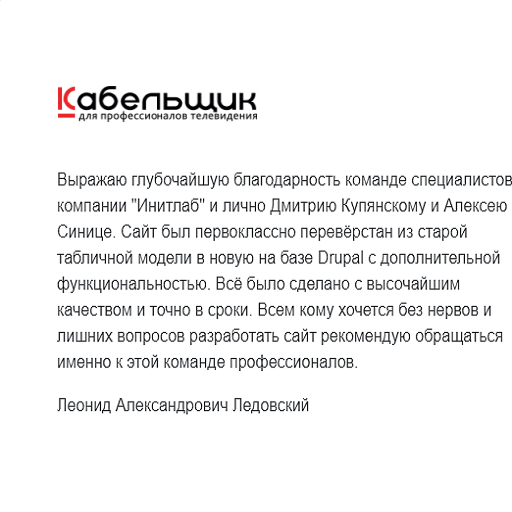 Кабельщик
для профессионалов телевидения
Выражаю глубочайшую благодарность команде специалистов
компании "Инитлаб" и лично Дмитрию Купянскому и Алексею
Синице. Сайт был первоклассно перевёрстан из старой
табличной модели в новую на базе Drupal с дополнительной
функциональностью. Всё было сделано с высочайшим
качеством и точно в сроки. Всем кому хочется без нервов и
лишних вопросов разработать сайт рекомендую обращаться
именно к этой команде профессионалов.
Леонид Александрович Ледовский